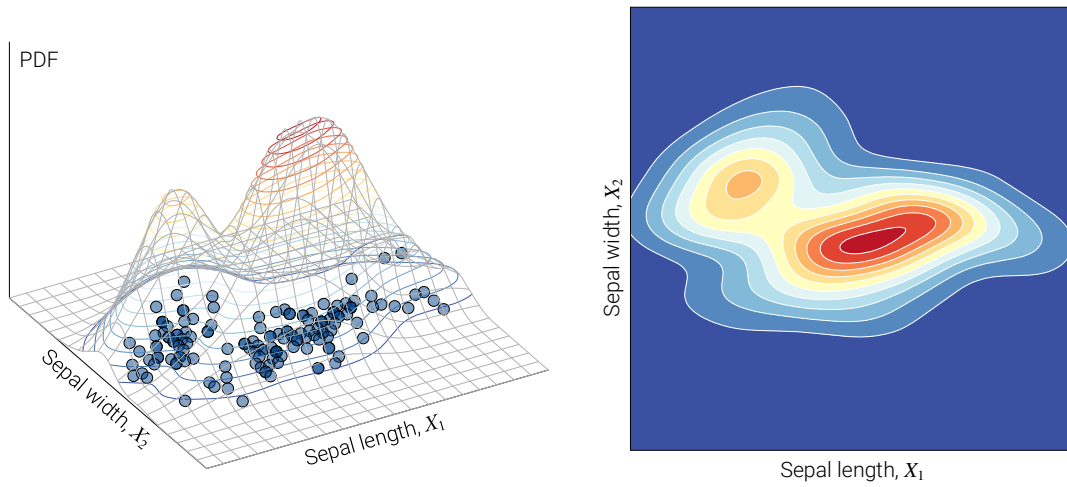 PDF
Sepal width, X₂
Sepal length, X₁
Sepal width, X₂
Sepal length, X₁